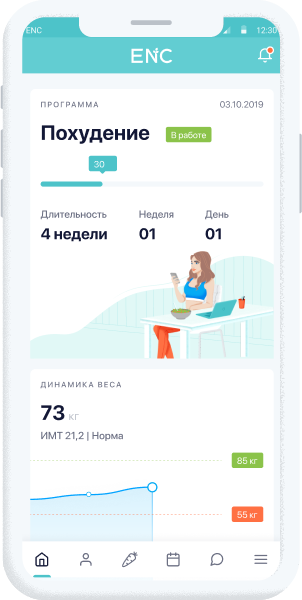 ENC 12:30
ENC
ПРОГРАММА 03.10.2019
Похудение В работе
30
Длительность Неделя День
4 недели 01 01
ДИНАМИКА ВЕСА
73 кг
ИМТ 21,2 | Норма
85 кг
55 кг